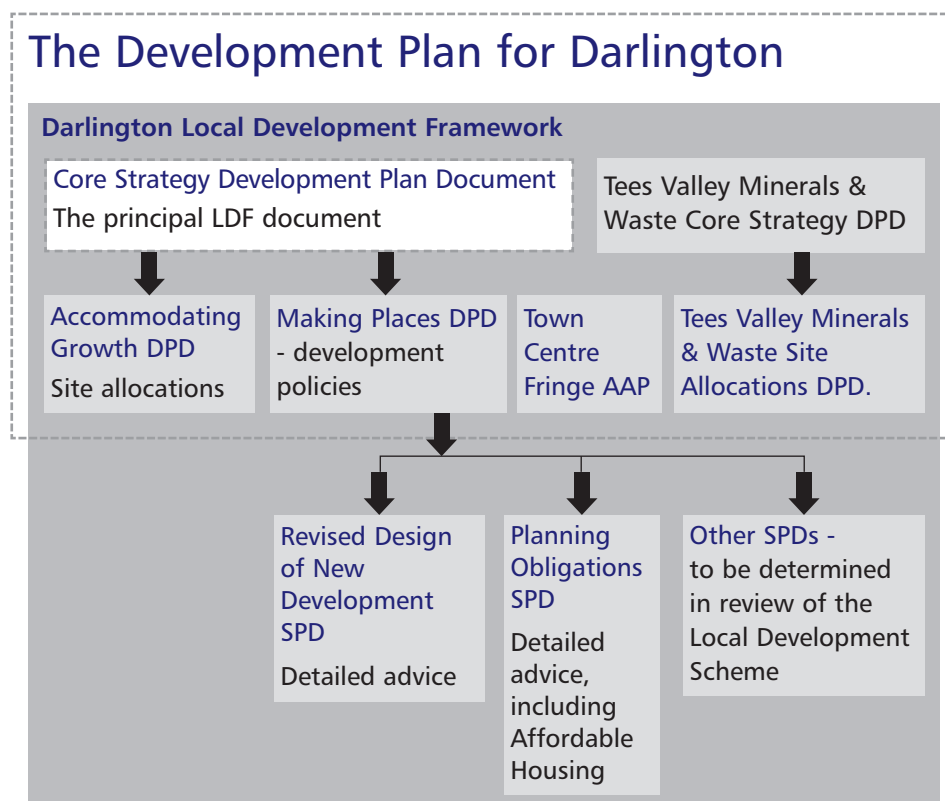 The Development Plan for Darlington
Darlington Local Development Framework
Core Strategy Development Plan Document
The principal LDF document
Tees Valley Minerals &
Waste Core Strategy DPD
Accommodating
Growth DPD
Site allocations
Making Places DPD
- development
policies
Town
Centre
Fringe AAP
Tees Valley Minerals
& Waste Site
Allocations DPD.
Revised Design
of New
Development
SPD
Detailed advice
Planning
Obligations
SPD
Detailed
advice,
including
Affordable
Housing
Other SPDs -
to be determined
in review of the
Local Development
Scheme